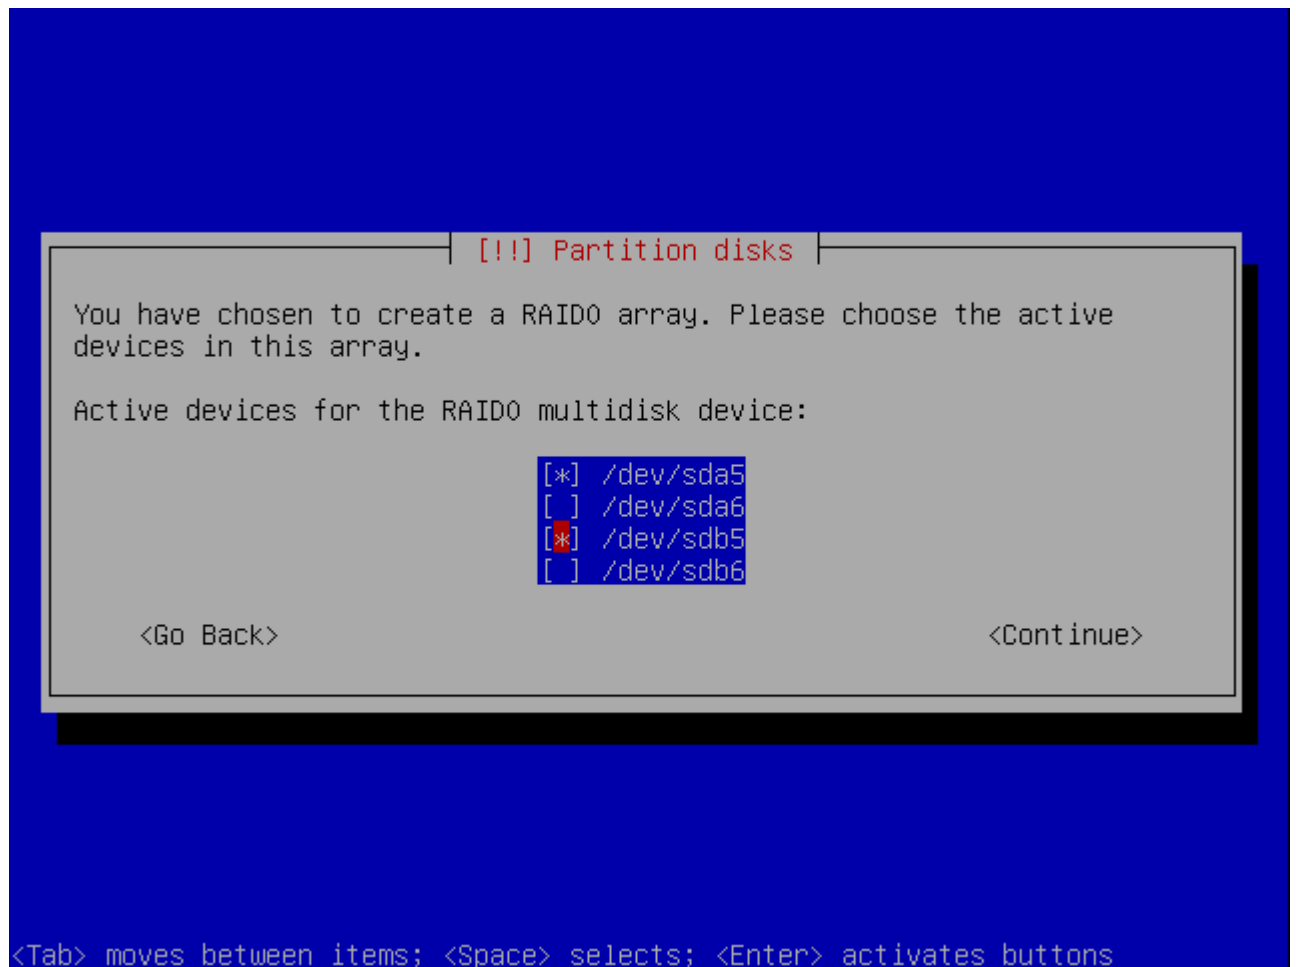 [!!] Partition disks
You have chosen to create a RAID0 array. Please choose the active
devices in this array.
Active devices for the RAID0 multidisk device:
[*] /dev/sda5
[ ] /dev/sda6
[*] /dev/sdb5
[ ] /dev/sdb6
<Go Back> <Continue>
<Tab> moves between items; <Space> selects; <Enter> activates buttons